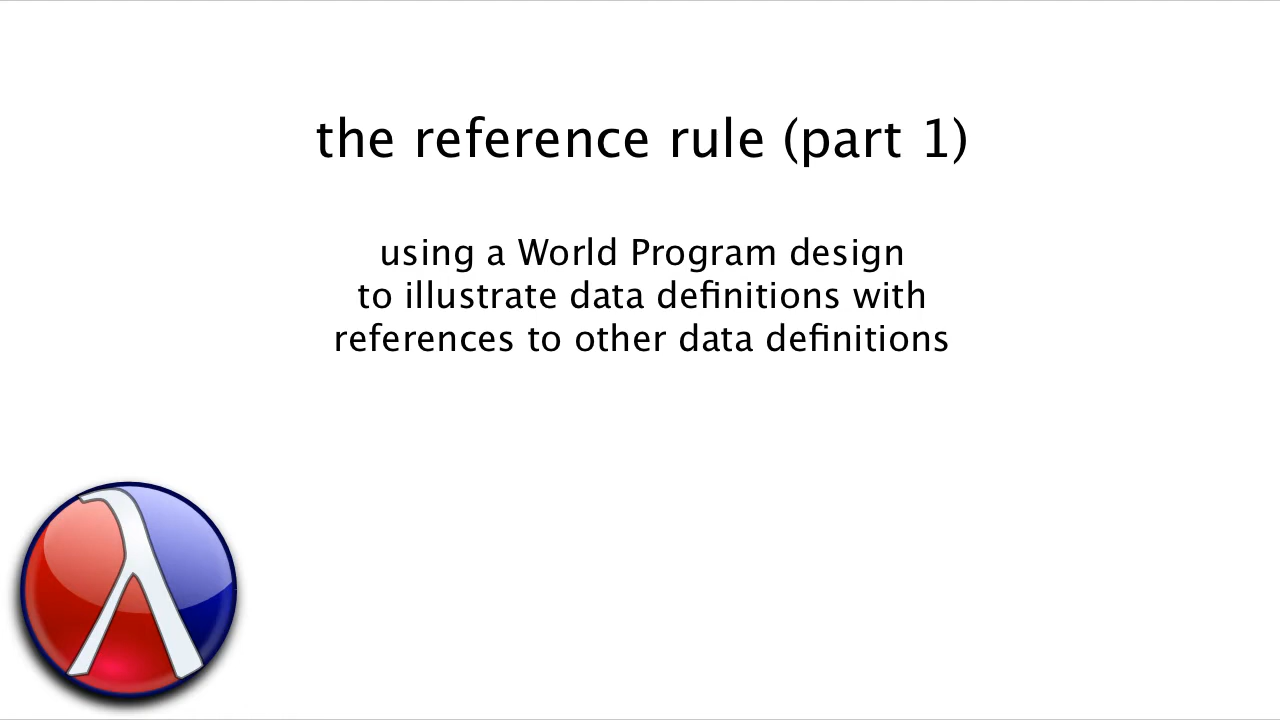 the reference rule (part 1)
using a World Program design
to illustrate data definitions with
references to other data definitions